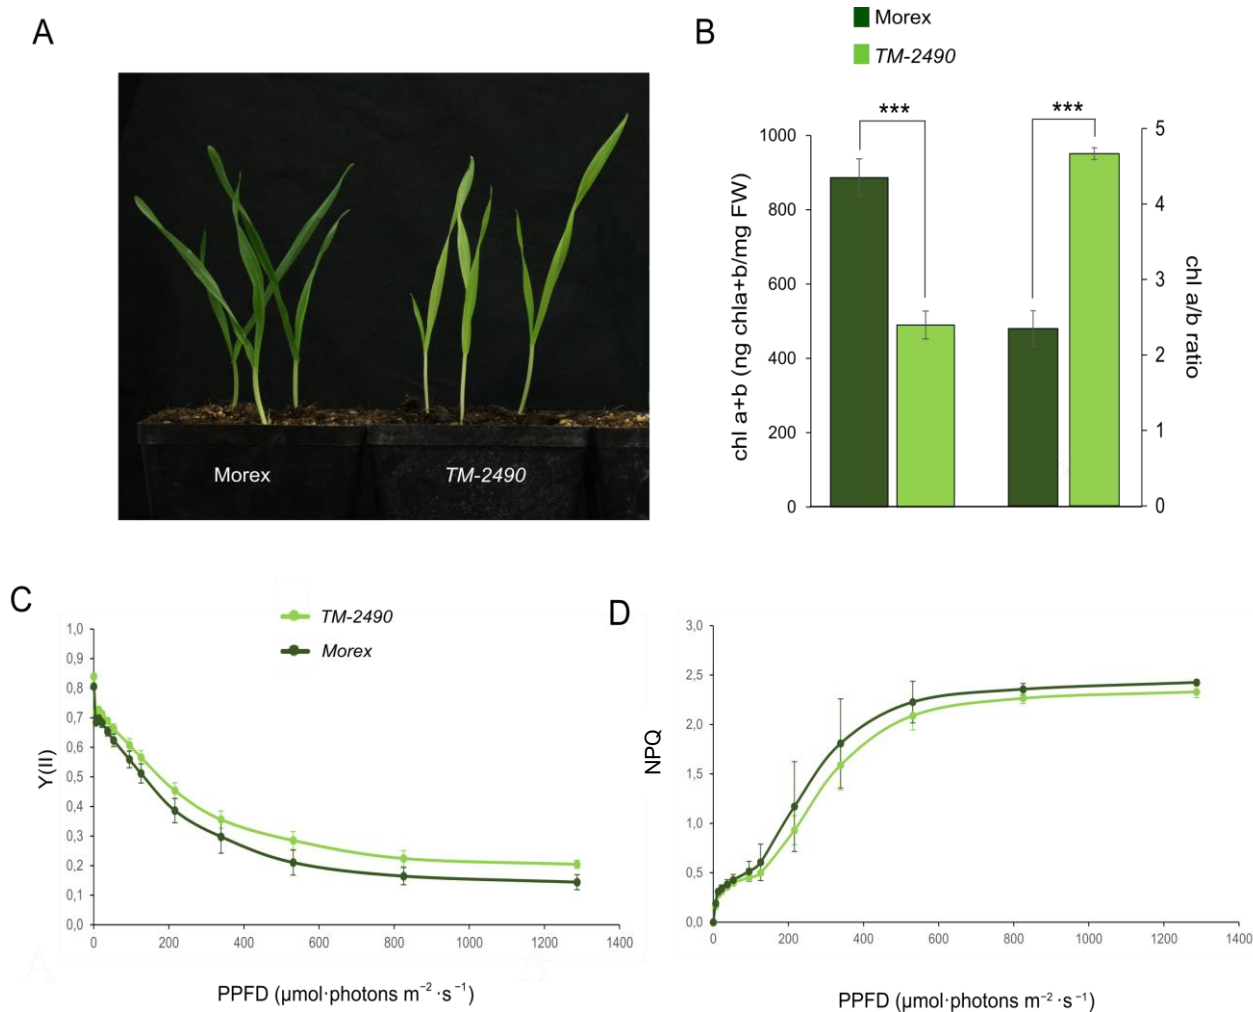 A
Morex
TM-2490
B
Morex
TM-2490
***
***
1000
800
600
400
200
0
chl a+b (ng chla+b/mg FW)
5
4
3
2
1
0
chl a/b ratio
C
TM-2490
Morex
1,0
0,9
0,8
0,7
0,6
0,5
0,4
0,3
0,2
0,1
0,0
Y(II)
0 200 400 600 800 1000 1200 1400
PPFD (μmol·photons m⁻²·s⁻¹)
D
3,0
2,5
2,0
1,5
1,0
0,5
0,0
NPQ
0 200 400 600 800 1000 1200 1400
PPFD (μmol·photons m⁻²·s⁻¹)
A
B